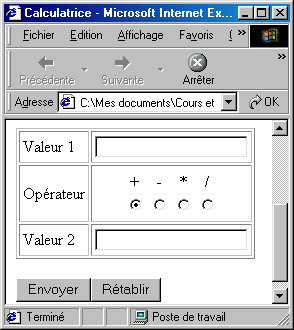 Calculatrice - Microsoft Internet Ex...
Fichier Edition Affichage Favoris ( »
Précédente Suivante Arrêter »
Adresse C:\Mes documents\Cours et OK
Valeur 1
Opérateur + - * /
Valeur 2
Envoyer Rétablir
Terminé Poste de travail